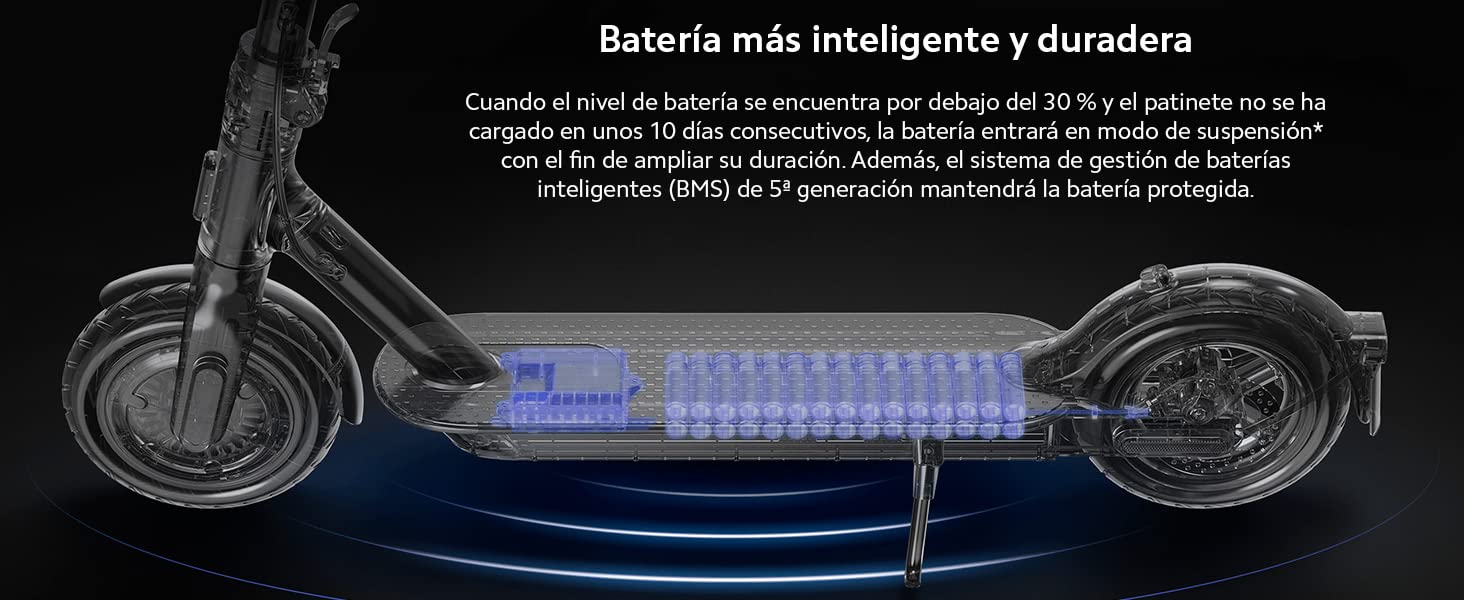 Batería más inteligente y duradera
Cuando el nivel de batería se encuentra por debajo del 30 % y el patinete no se ha
cargado en unos 10 días consecutivos, la batería entrará en modo de suspensión*
con el fin de ampliar su duración. Además, el sistema de gestión de baterías
inteligentes (BMS) de 5ª generación mantendrá la batería protegida.